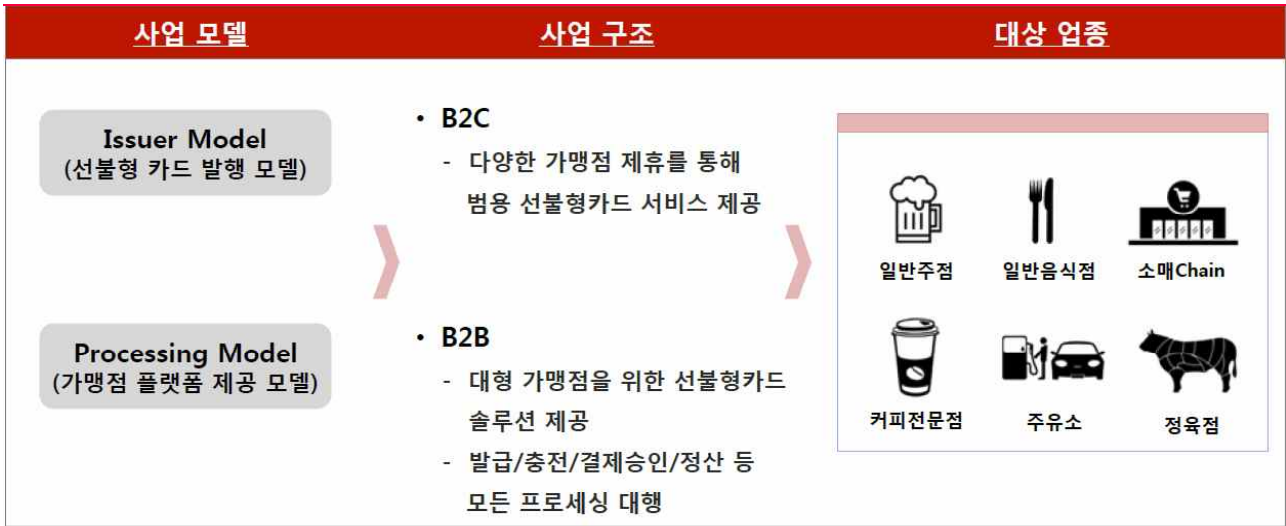 사업 모델
사업 구조
대상 업종
Issuer Model
(선불형 카드 발행 모델)
• B2C
- 다양한 가맹점 제휴를 통해
범용 선불형카드 서비스 제공
Processing Model
(가맹점 플랫폼 제공 모델)
• B2B
- 대형 가맹점을 위한 선불형카드
솔루션 제공
- 발급/충전/결제승인/정산 등
모든 프로세싱 대행
일반주점
일반음식점
소매Chain
커피전문점
주유소
정육점